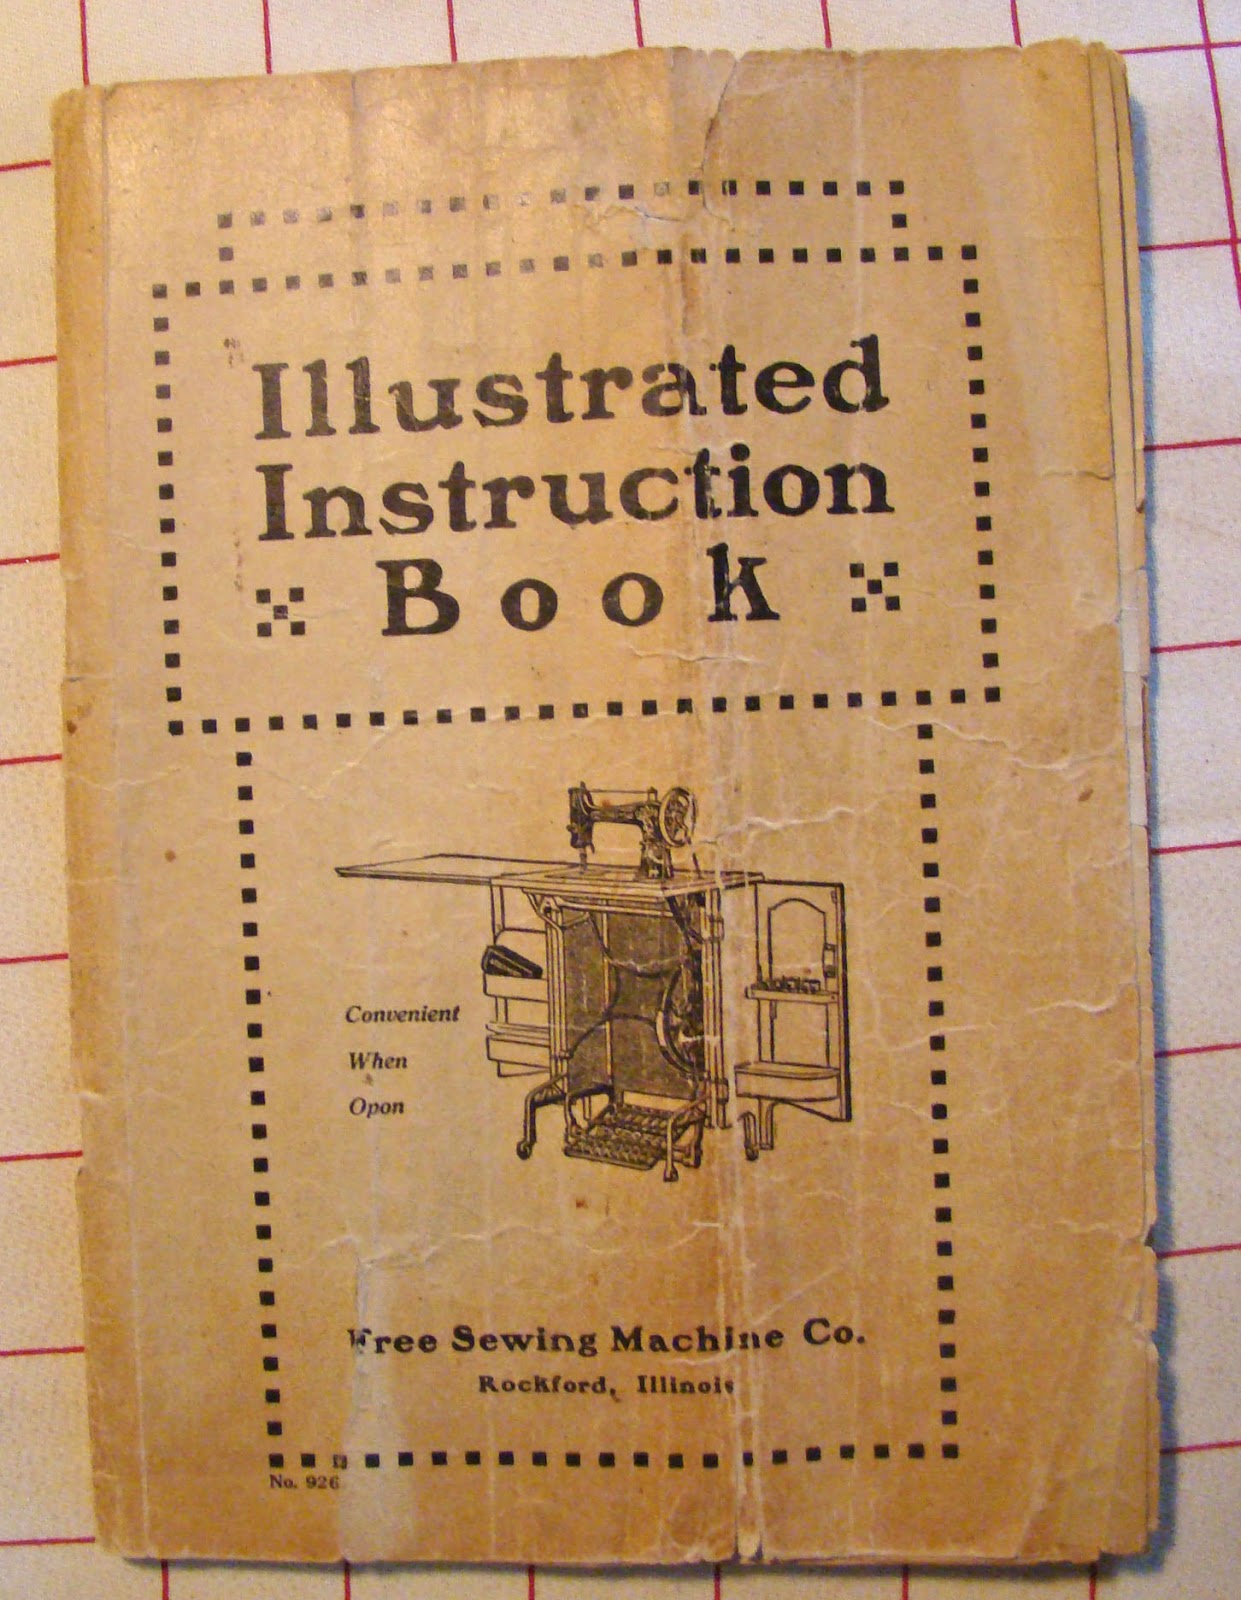 Illustrated
Instruction
Book
Convenient
When
Opon
Free Sewing Machine Co.
Rockford, Illinois
No. 926